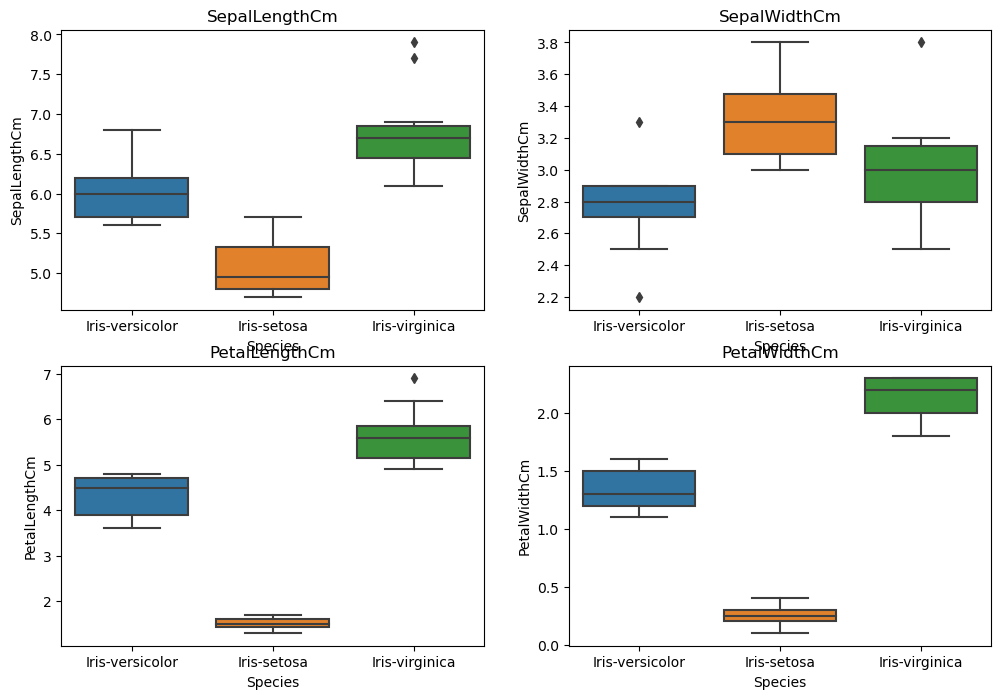 SepalLengthCm
SepalLengthCm
8.0
7.5
7.0
6.5
6.0
5.5
5.0
Iris-versicolor Iris-setosa Iris-virginica
Species
SepalWidthCm
SepalWidthCm
3.8
3.6
3.4
3.2
3.0
2.8
2.6
2.4
2.2
Iris-versicolor Iris-setosa Iris-virginica
Species
PetalLengthCm
PetalLengthCm
7
6
5
4
3
2
Iris-versicolor Iris-setosa Iris-virginica
Species
PetalWidthCm
PetalWidthCm
2.0
1.5
1.0
0.5
0.0
Iris-versicolor Iris-setosa Iris-virginica
Species